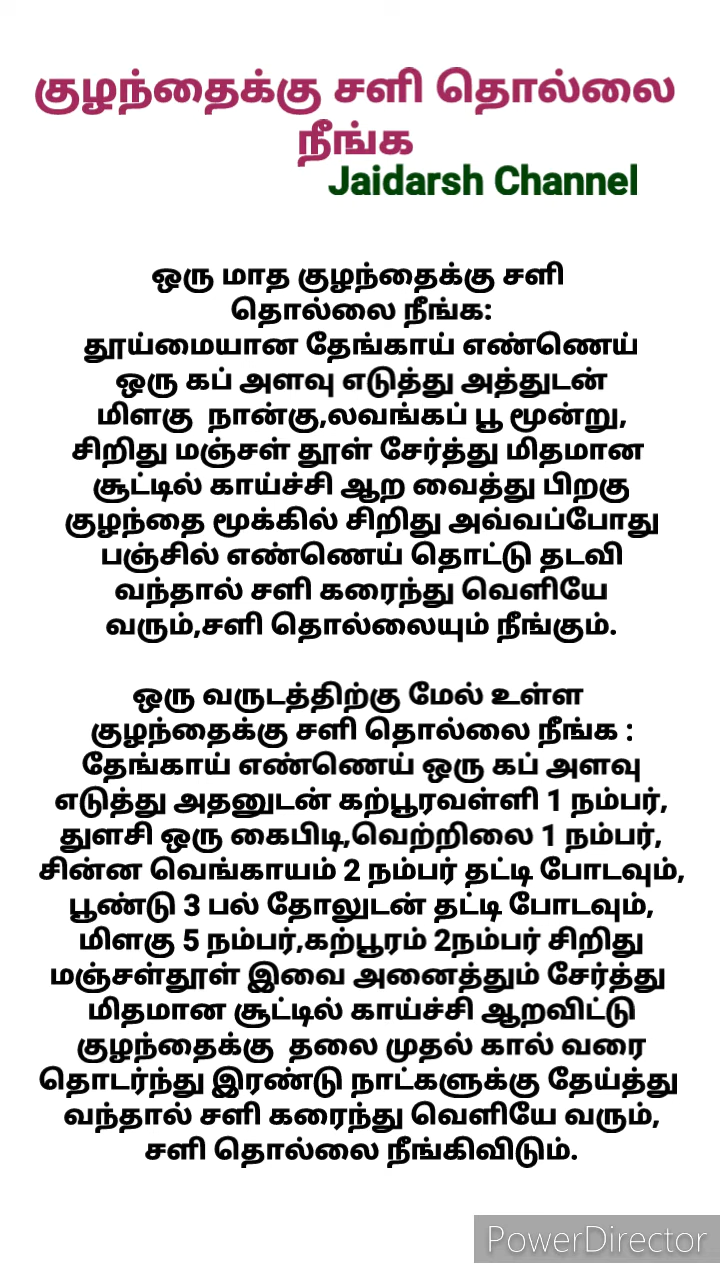 குழந்தைக்கு சளி தொல்லை
நீங்க
Jaidarsh Channel
ஒரு மாத குழந்தைக்கு சளி
தொல்லை நீங்க:
தூய்மையான தேங்காய் எண்ணெய்
ஒரு கப் அளவு எடுத்து அத்துடன்
மிளகு நான்கு,லவங்கப் பூ மூன்று,
சிறிது மஞ்சள் தூள் சேர்த்து மிதமான
சூட்டில் காய்ச்சி ஆற வைத்து பிறகு
குழந்தை மூக்கில் சிறிது அவ்வப்போது
பஞ்சில் எண்ணெய் தொட்டு தடவி
வந்தால் சளி கரைந்து வெளியே
வரும்,சளி தொல்லையும் நீங்கும்.
ஒரு வருடத்திற்கு மேல் உள்ள
குழந்தைக்கு சளி தொல்லை நீங்க :
தேங்காய் எண்ணெய் ஒரு கப் அளவு
எடுத்து அதனுடன் கற்பூரவள்ளி 1 நம்பர்,
துளசி ஒரு கைபிடி,வெற்றிலை 1 நம்பர்,
சின்ன வெங்காயம் 2 நம்பர் தட்டி போடவும்,
பூண்டு 3 பல் தோலுடன் தட்டி போடவும்,
மிளகு 5 நம்பர்,கற்பூரம் 2நம்பர் சிறிது
மஞ்சள்தூள் இவை அனைத்தும் சேர்த்து
மிதமான சூட்டில் காய்ச்சி ஆறவிட்டு
குழந்தைக்கு தலை முதல் கால் வரை
தொடர்ந்து இரண்டு நாட்களுக்கு தேய்த்து
வந்தால் சளி கரைந்து வெளியே வரும்,
சளி தொல்லை நீங்கிவிடும்.
PowerDirector